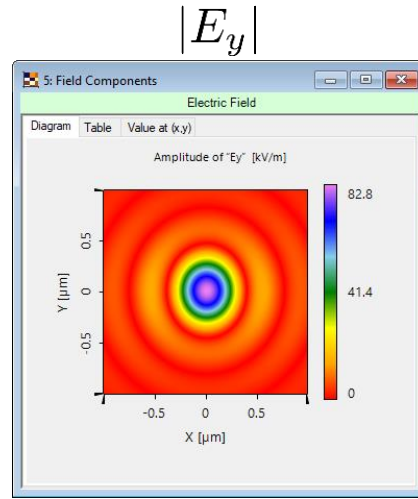 |E_y|
5: Field Components
Electric Field
Diagram Table Value at (x,y)
Amplitude of "Ey" [kV/m]
82.8
0.5
Y [µm]
0
41.4
-0.5
0
-0.5 0 0.5
X [µm]